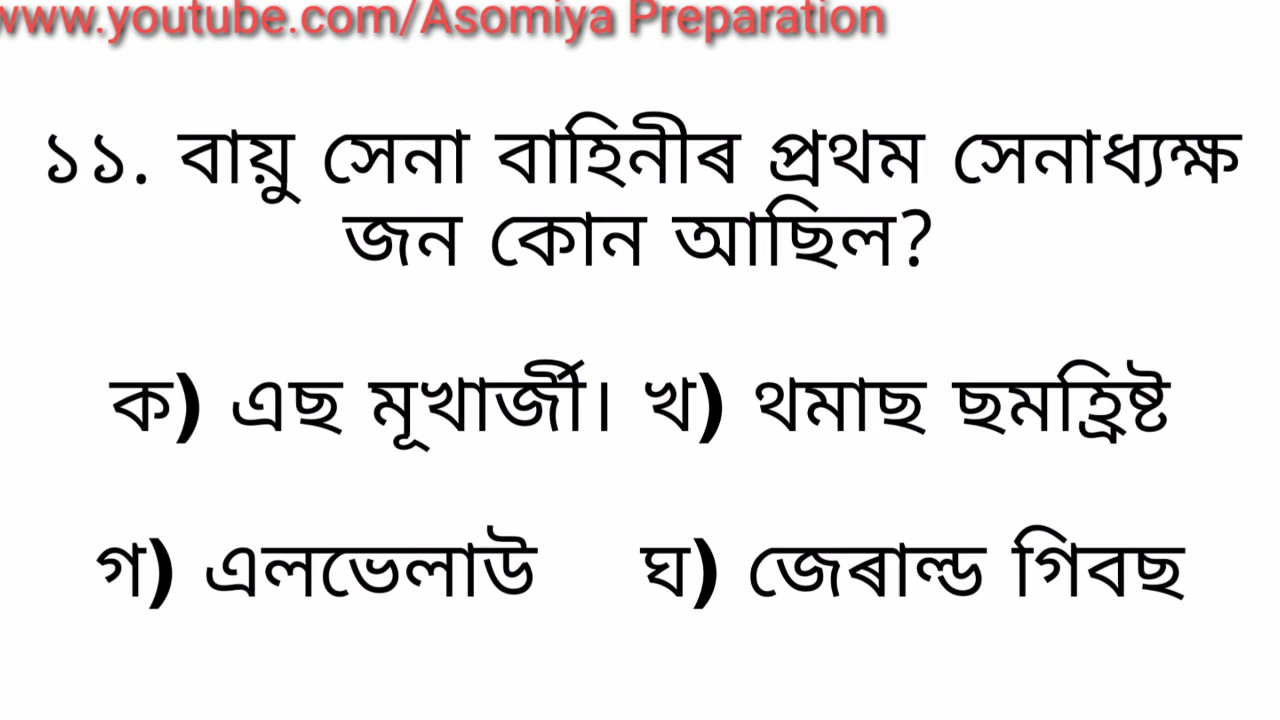 www.youtube.com/Asomiya Preparation
১১. বায়ু সেনা বাহিনীৰ প্ৰথম সেনাধ্যক্ষ
জন কোন আছিল?
ক) এছ মূখাৰ্জী। খ) থমাছ ছমহ্ৰিষ্ট
গ) এলভেলাউ ঘ) জেৰাল্ড গিবছ